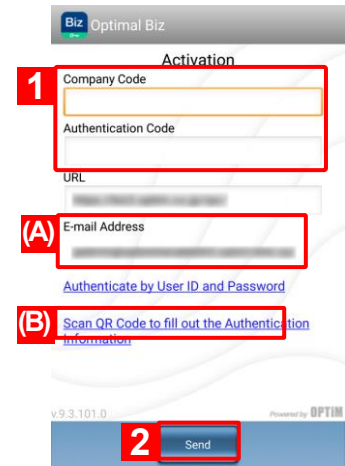 Biz Optimal Biz
Activation
1
Company Code
Authentication Code
URL
(A)
E-mail Address
Authenticate by User ID and Password
(B)
Scan QR Code to fill out the Authentication
Information
v.9.3.101.0
Powered by OPTiM
2
Send